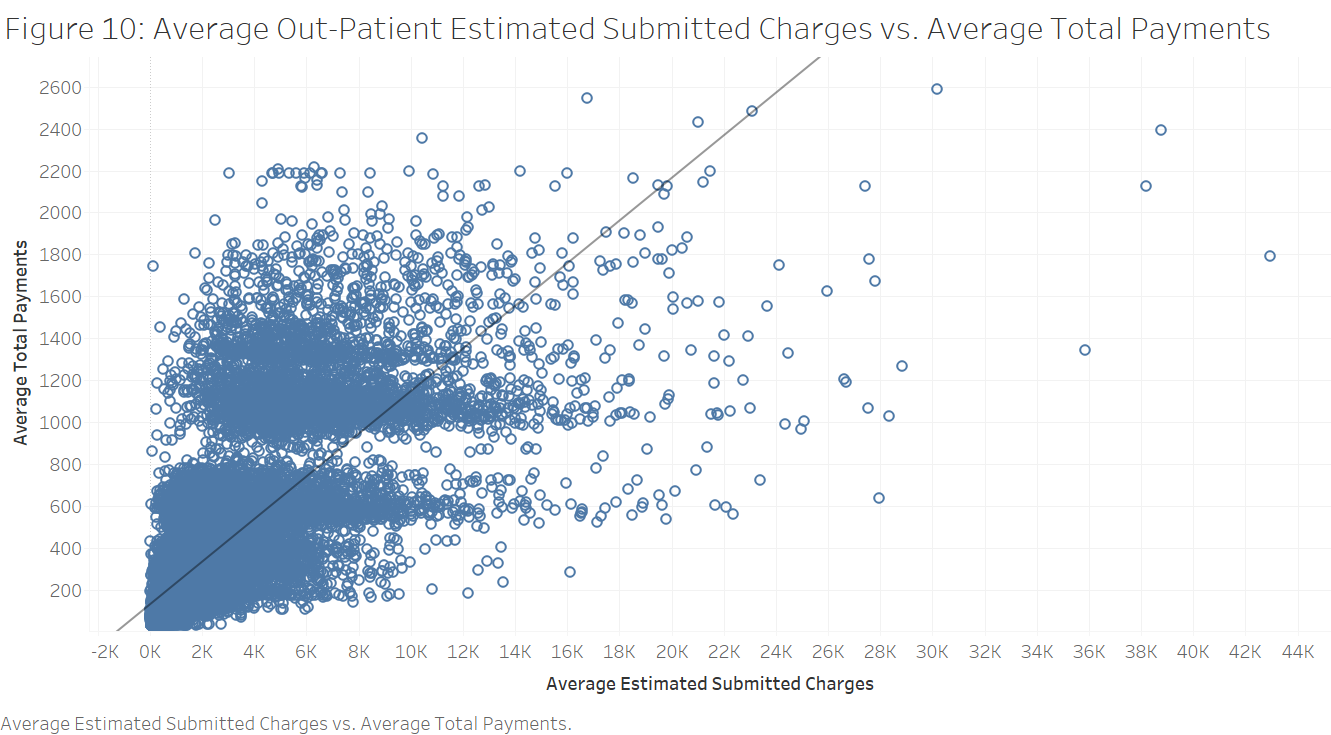 Figure 10: Average Out-Patient Estimated Submitted Charges vs. Average Total Payments
2600
2400
2200
2000
1800
1600
1400
1200
1000
800
600
400
200
Average Total Payments
-2K 0K 2K 4K 6K 8K 10K 12K 14K 16K 18K 20K 22K 24K 26K 28K 30K 32K 34K 36K 38K 40K 42K 44K
Average Estimated Submitted Charges
Average Estimated Submitted Charges vs. Average Total Payments.